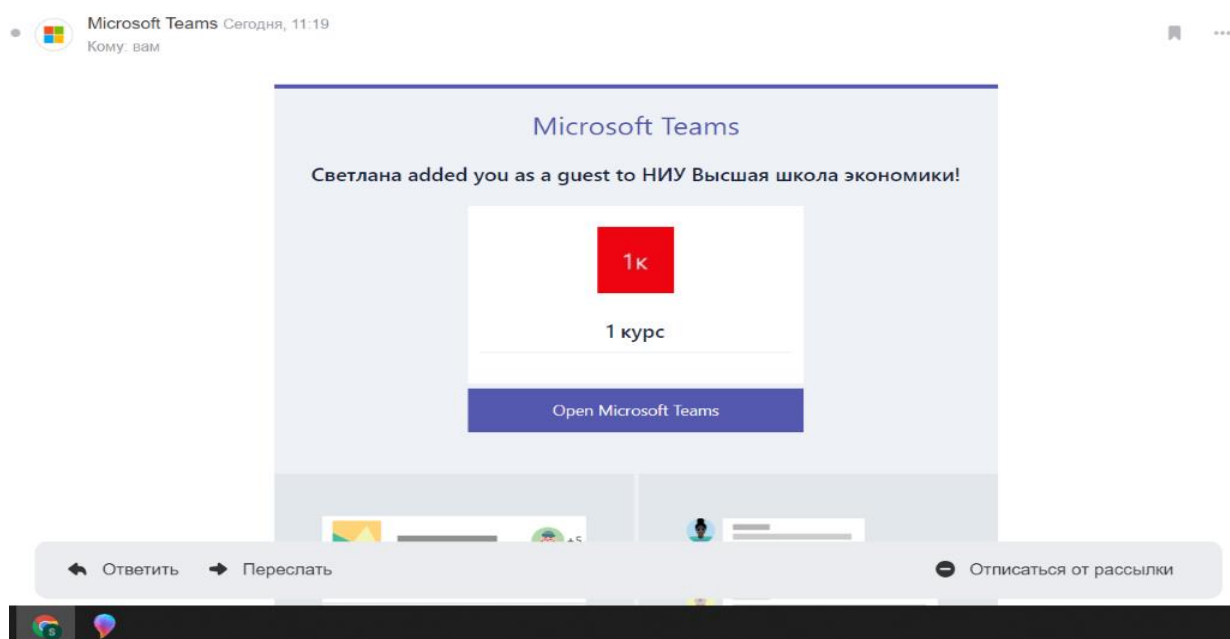 Microsoft Teams Сегодня, 11:19
Кому: вам
Microsoft Teams
Светлана added you as a guest to НИУ Высшая школа экономики!
1к
1 курс
Open Microsoft Teams
+5
Ответить Переслать Отписаться от рассылки
S